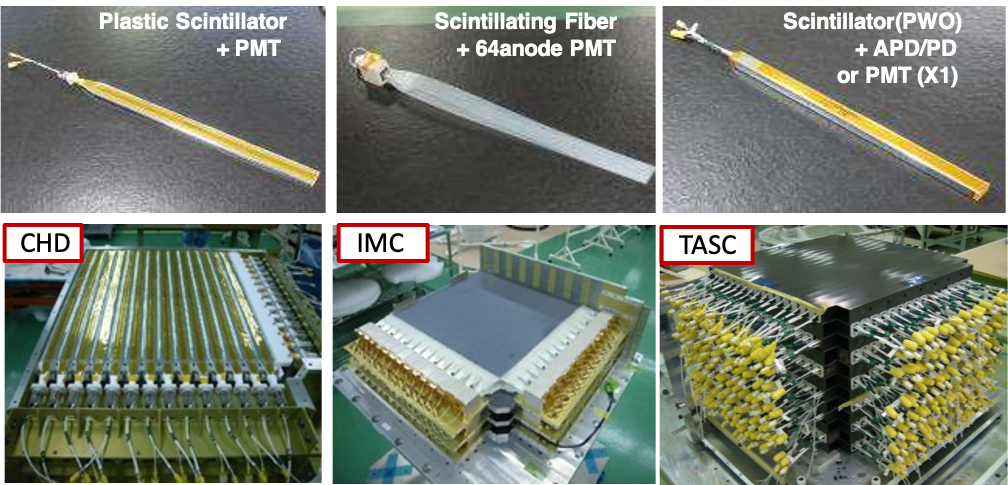 Plastic Scintillator
+ PMT
Scintillating Fiber
+ 64anode PMT
Scintillator(PWO)
+ APD/PD
or PMT (X1)
CHD
IMC
TASC